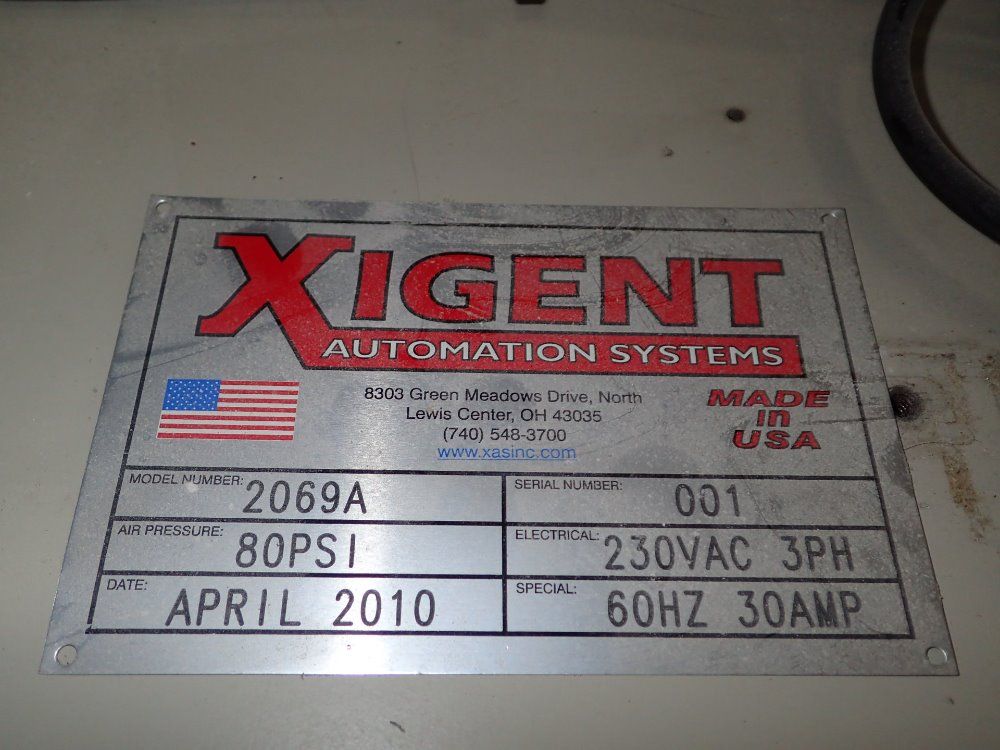 XIGENT
AUTOMATION SYSTEMS
8303 Green Meadows Drive, North
Lewis Center, OH 43035
(740) 548-3700
www.xasinc.com
MADE
in
USA
MODEL NUMBER: 2069A
SERIAL NUMBER: 001
AIR PRESSURE: 80PSI
ELECTRICAL: 230VAC 3PH
DATE: APRIL 2010
SPECIAL: 60HZ 30AMP